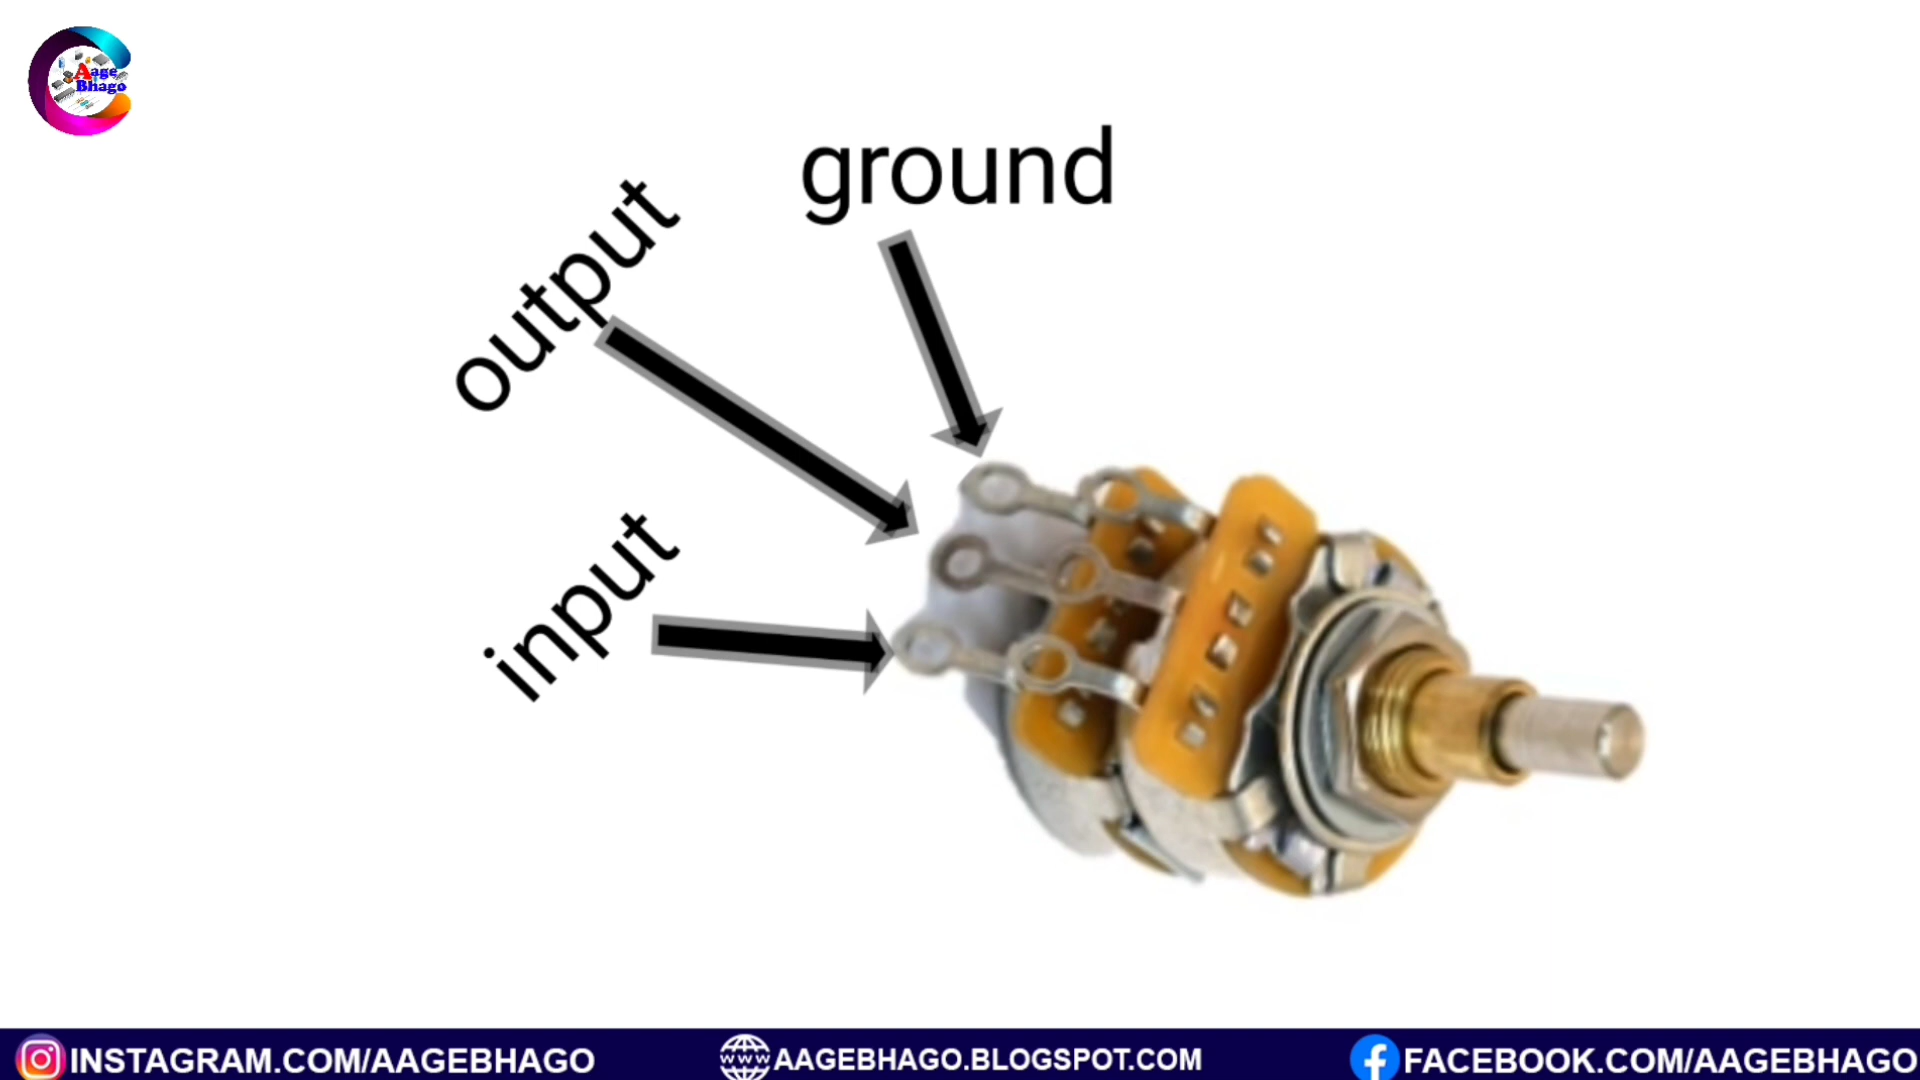 Aage
Bhago
ground
output
input
INSTAGRAM.COM/AAGEBHAGO
www
AAGEBHAGO.BLOGSPOT.COM
FACEBOOK.COM/AAGEBHAGO